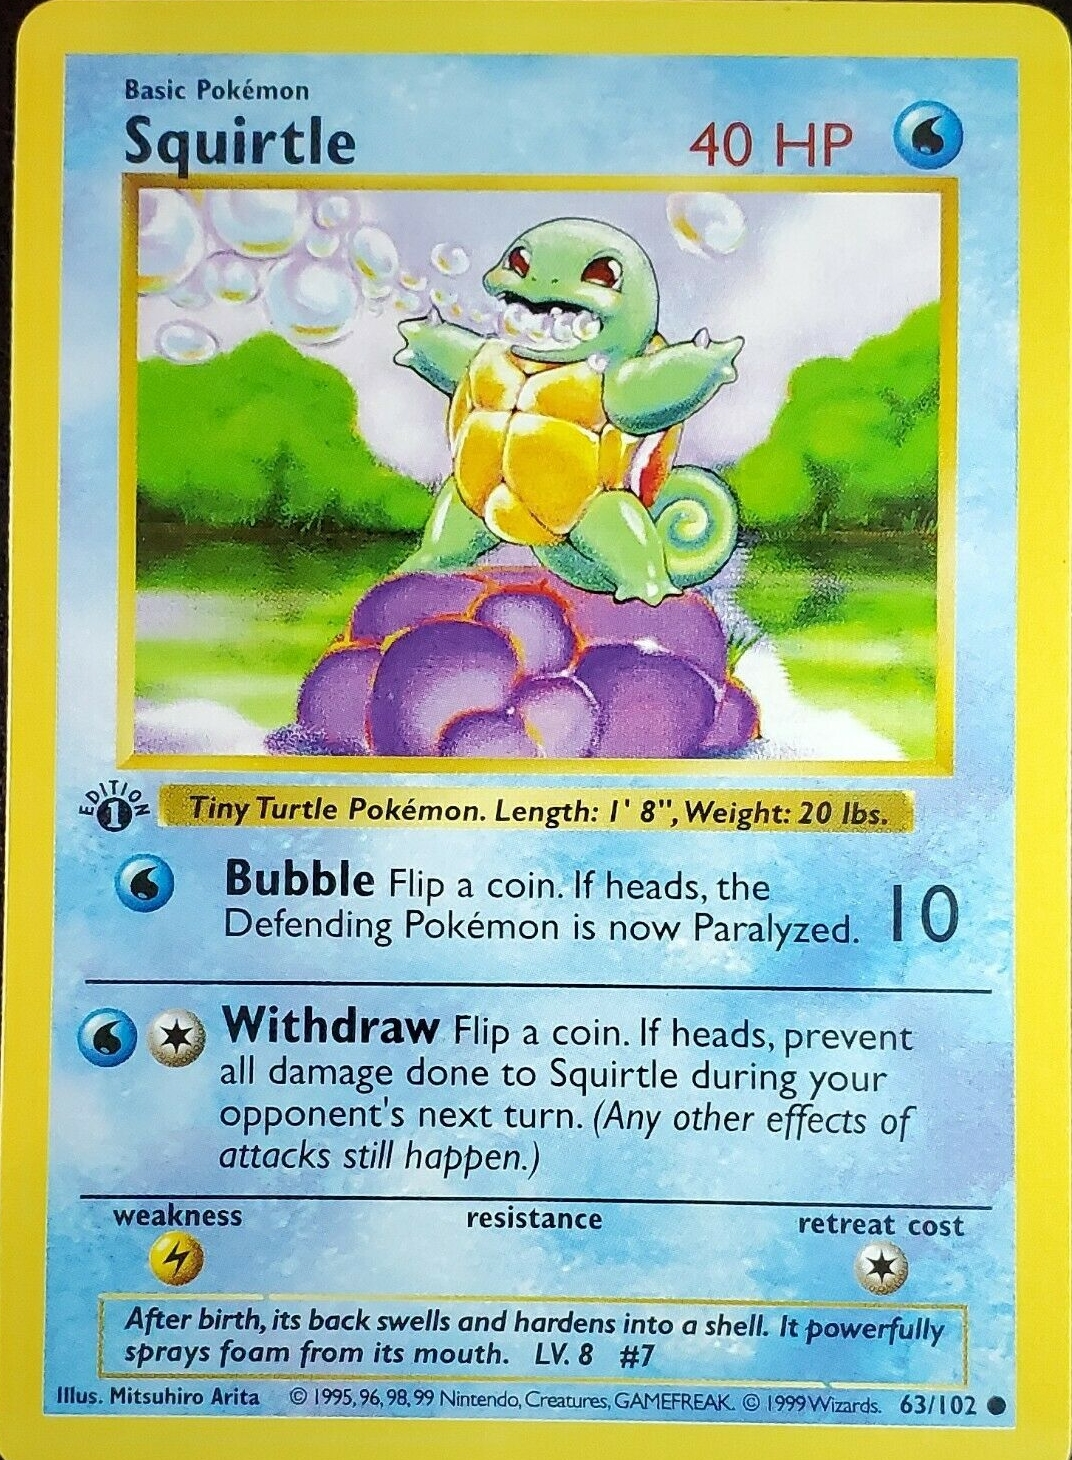 Basic Pokémon
Squirtle
40 HP
EDITION
1
Tiny Turtle Pokémon. Length: 1' 8", Weight: 20 lbs.
Bubble Flip a coin. If heads, the
Defending Pokémon is now Paralyzed.
10
Withdraw Flip a coin. If heads, prevent
all damage done to Squirtle during your
opponent's next turn. (Any other effects of
attacks still happen.)
weakness
resistance
retreat cost
After birth, its back swells and hardens into a shell. It powerfully
sprays foam from its mouth. LV. 8 #7
Illus. Mitsuhiro Arita © 1995, 96, 98, 99 Nintendo, Creatures, GAMEFREAK. © 1999 Wizards. 63/102